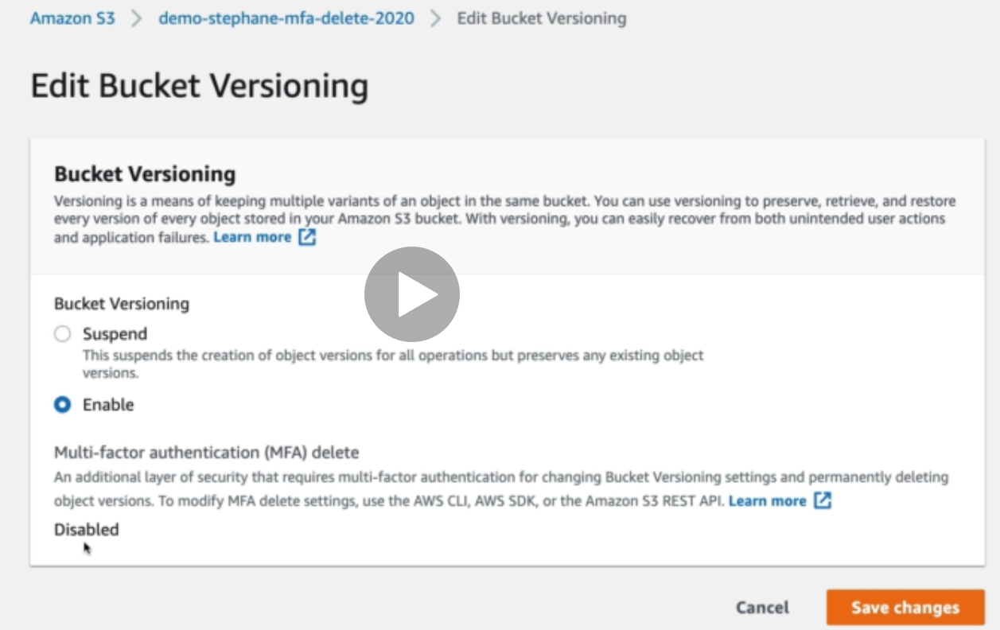 Amazon S3 > demo-stephane-mfa-delete-2020 > Edit Bucket Versioning
Edit Bucket Versioning
Bucket Versioning
Versioning is a means of keeping multiple variants of an object in the same bucket. You can use versioning to preserve, retrieve, and restore
every version of every object stored in your Amazon S3 bucket. With versioning, you can easily recover from both unintended user actions
and application failures. Learn more
Bucket Versioning
Suspend
This suspends the creation of object versions for all operations but preserves any existing object
versions.
Enable
Multi-factor authentication (MFA) delete
An additional layer of security that requires multi-factor authentication for changing Bucket Versioning settings and permanently deleting
object versions. To modify MFA delete settings, use the AWS CLI, AWS SDK, or the Amazon S3 REST API. Learn more
Disabled
Cancel Save changes